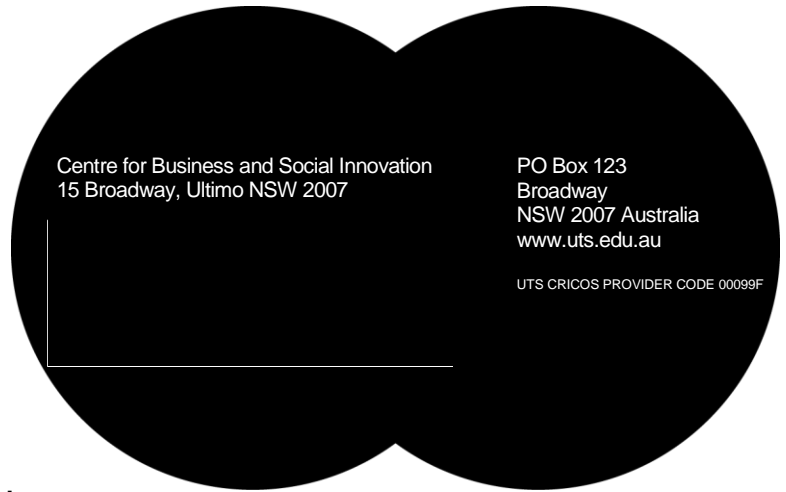 Centre for Business and Social Innovation
15 Broadway, Ultimo NSW 2007
PO Box 123
Broadway
NSW 2007 Australia
www.uts.edu.au
UTS CRICOS PROVIDER CODE 00099F